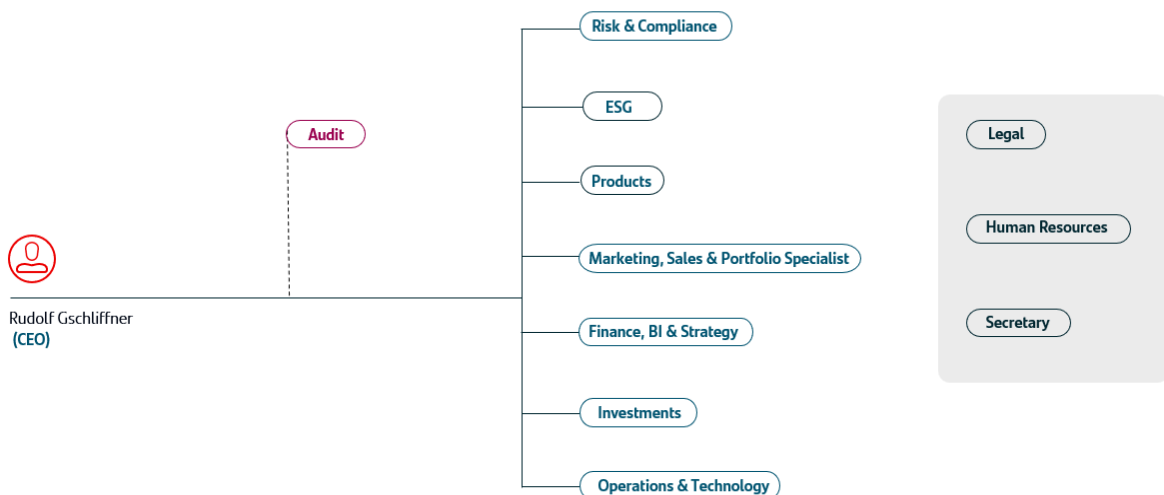 Risk & Compliance
ESG
Audit
Legal
Products
Human Resources
Marketing, Sales & Portfolio Specialist
Rudolf Gschliffner
(CEO)
Finance, BI & Strategy
Secretary
Investments
Operations & Technology